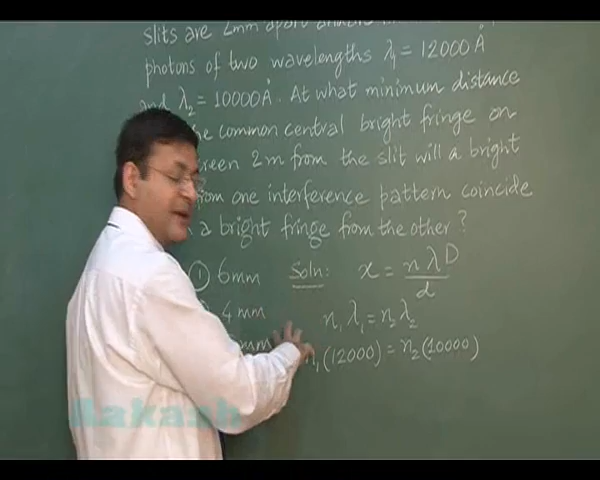 slits are 2mm apart
photons of two wavelengths λ₁ = 12000 Å
and λ₂ = 10000 Å. At what minimum distance
the common central bright fringe on
2m from the slit will a bright
from one interference pattern coincide
a bright fringe from the other?
① 6mm Soln: x = nλD/d
4 mm n₁λ₁ = n₂λ₂
mm n₁(12000) = n₂(10000)
Aakash